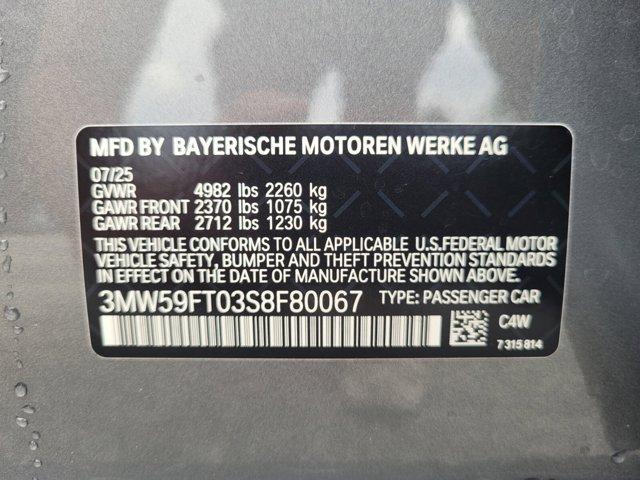 MFD BY BAYERISCHE MOTOREN WERKE AG
07/25
GVWR 4982 lbs 2260 kg
GAWR FRONT 2370 lbs 1075 kg
GAWR REAR 2712 lbs 1230 kg
THIS VEHICLE CONFORMS TO ALL APPLICABLE U.S.FEDERAL MOTOR
VEHICLE SAFETY, BUMPER AND THEFT PREVENTION STANDARDS
IN EFFECT ON THE DATE OF MANUFACTURE SHOWN ABOVE.
3MW59FT03S8F80067 TYPE: PASSENGER CAR
C4W
7 315 814